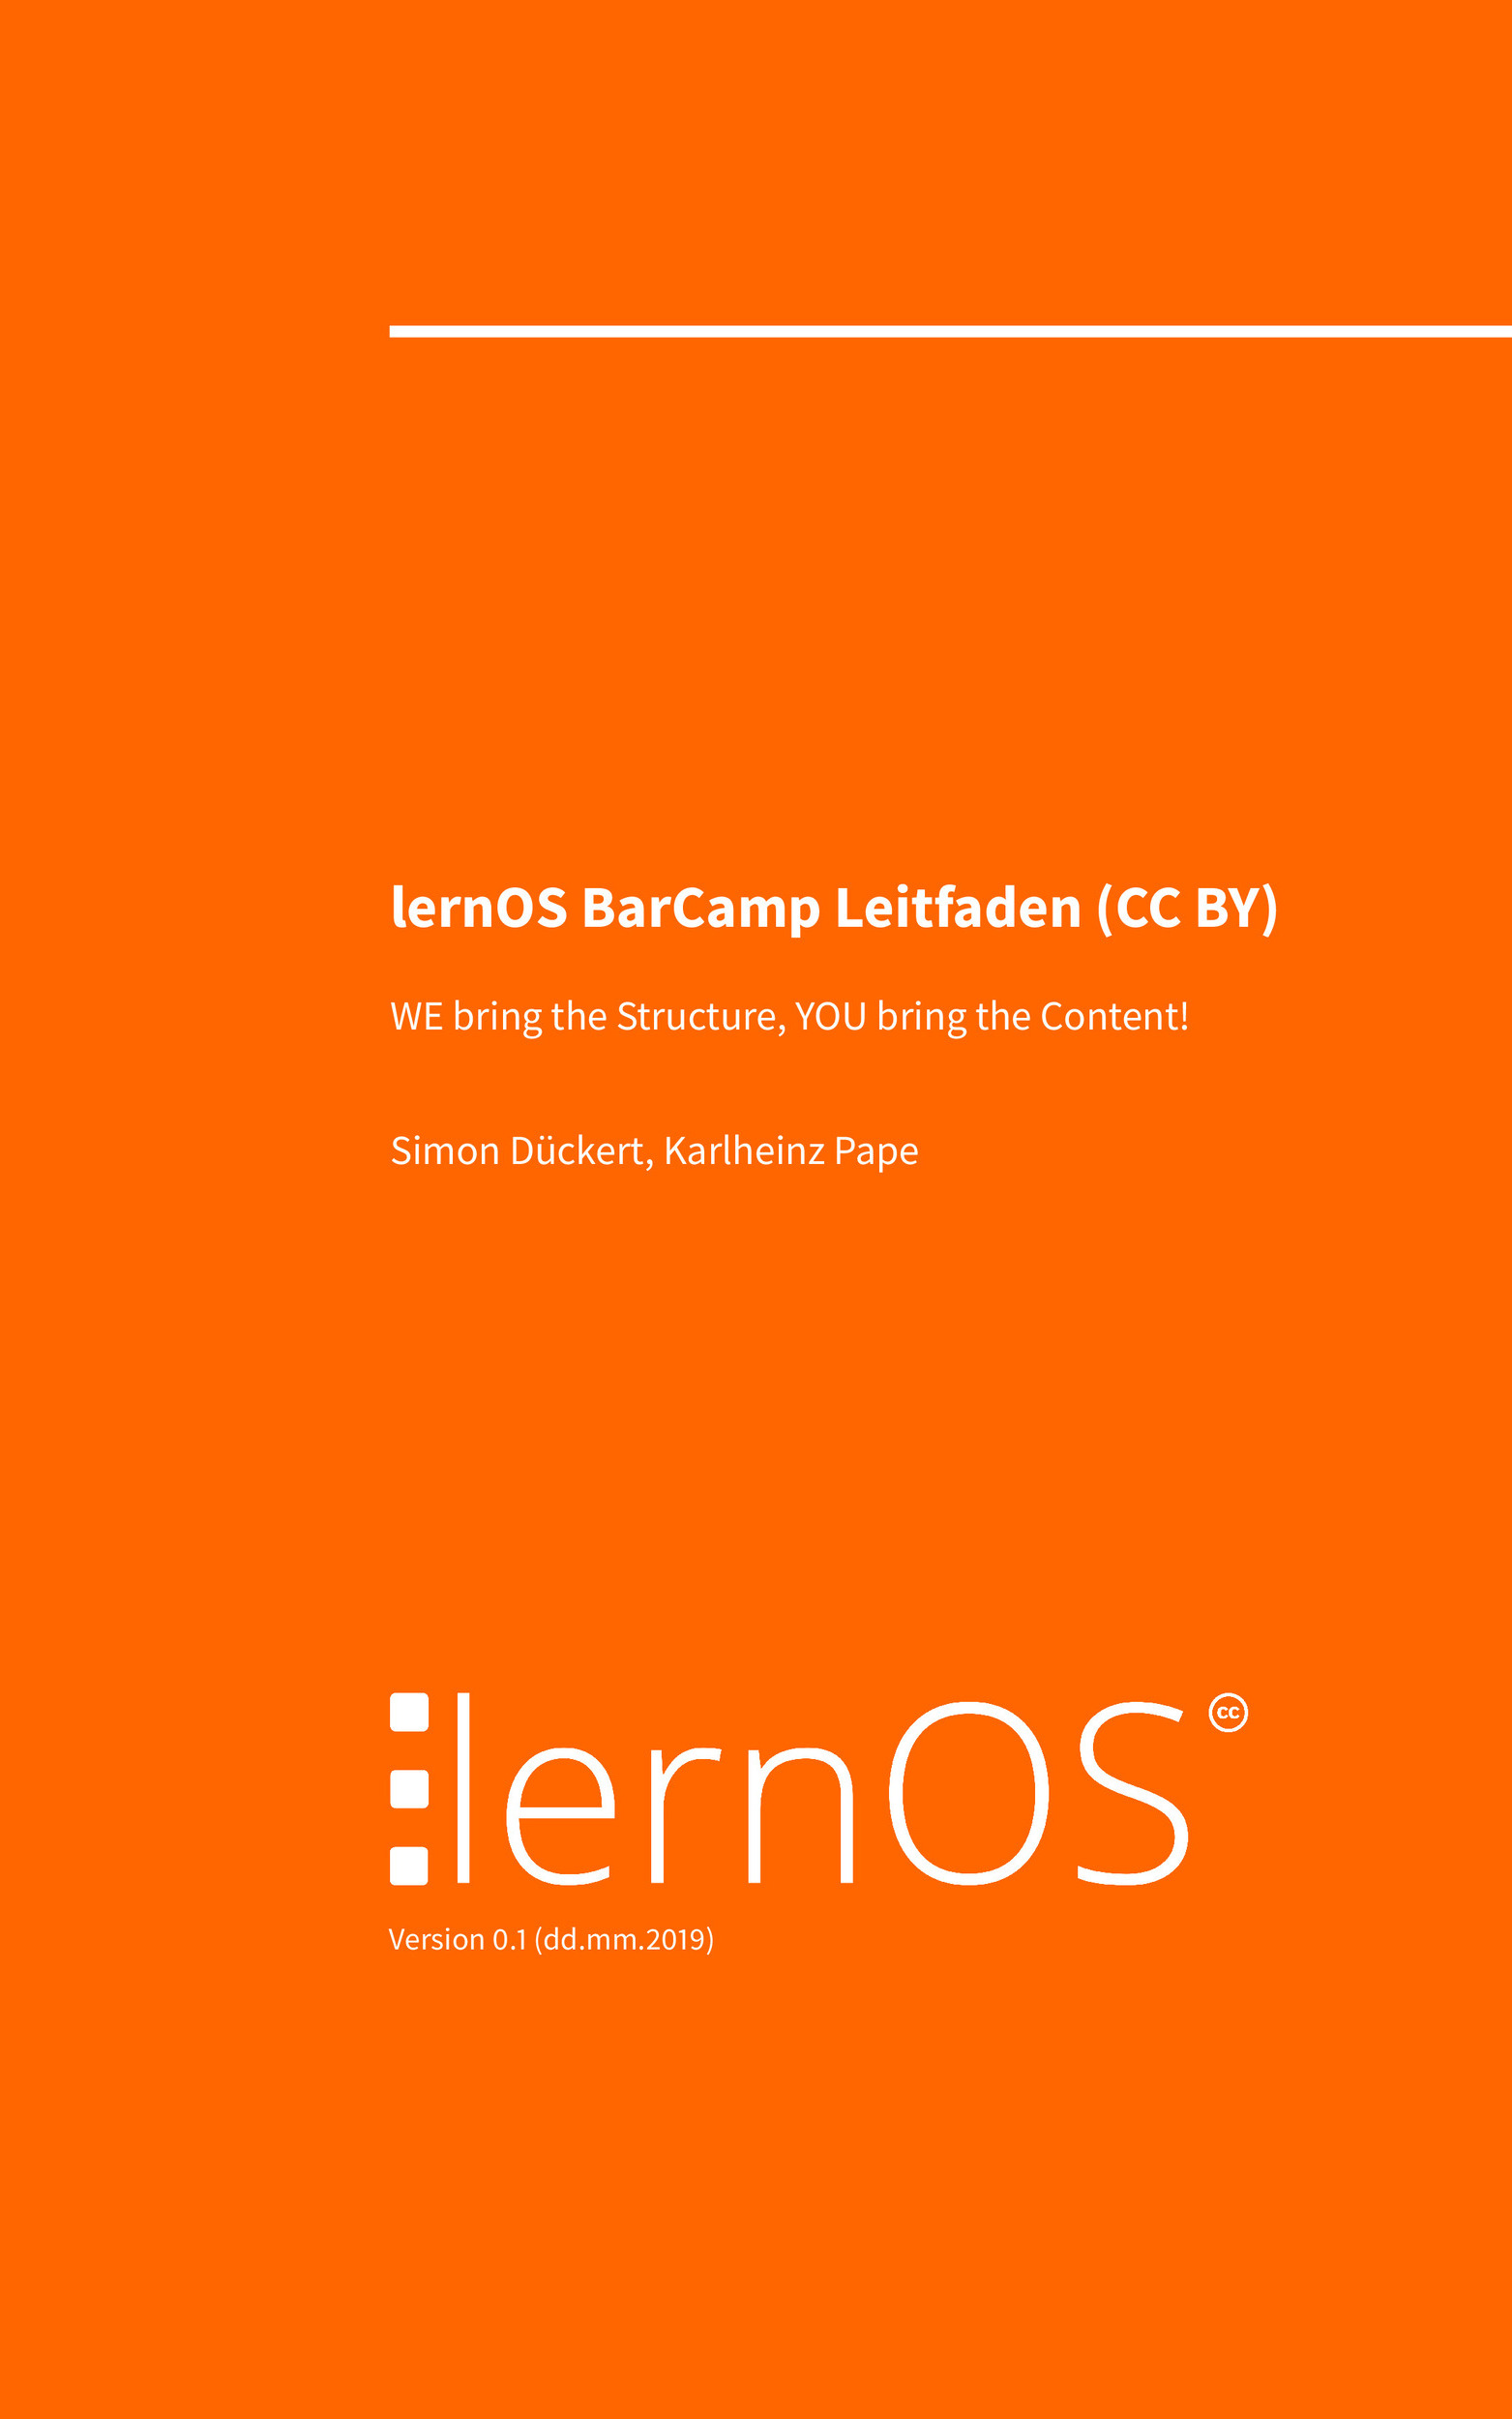 lernOS BarCamp Leitfaden (CC BY)
WE bring the Structure, YOU bring the Content!
Simon Dückert, Karlheinz Pape
lernOS
cc
Version 0.1 (dd.mm.2019)